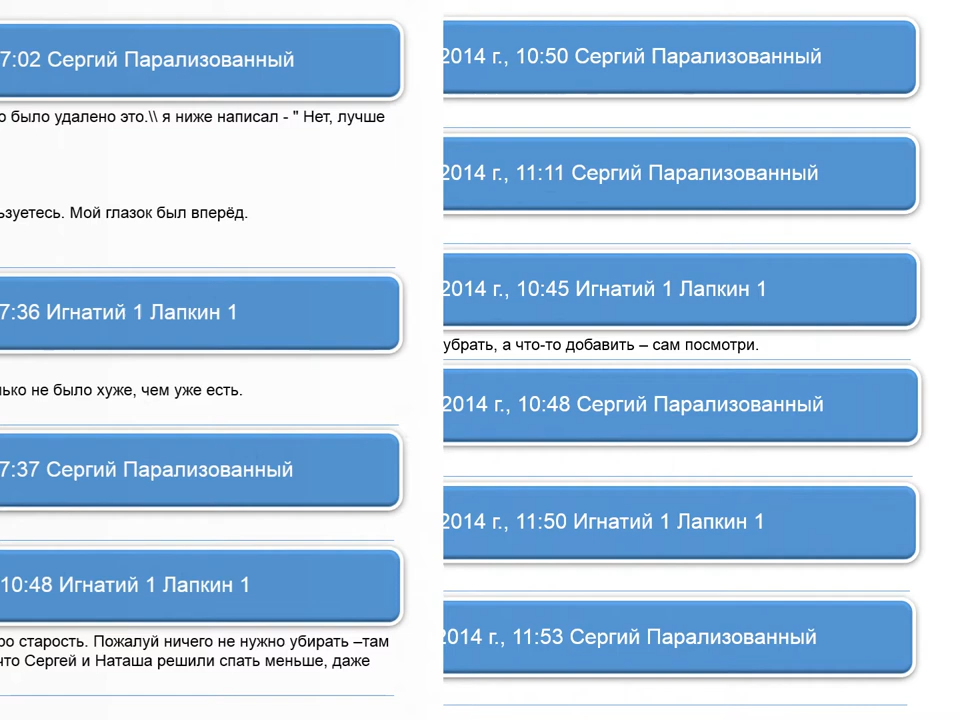 7:02 Сергий Парализованный
о было удалено это.\\ я ниже написал - " Нет, лучше
ьзуетесь. Мой глазок был вперёд.
7:36 Игнатий 1 Лапкин 1
лько не было хуже, чем уже есть.
7:37 Сергий Парализованный
10:48 Игнатий 1 Лапкин 1
ро старость. Пожалуй ничего не нужно убирать –там
что Сергей и Наташа решили спать меньше, даже
2014 г., 10:50 Сергий Парализованный
2014 г., 11:11 Сергий Парализованный
2014 г., 10:45 Игнатий 1 Лапкин 1
убрать, а что-то добавить – сам посмотри.
2014 г., 10:48 Сергий Парализованный
2014 г., 11:50 Игнатий 1 Лапкин 1
2014 г., 11:53 Сергий Парализованный